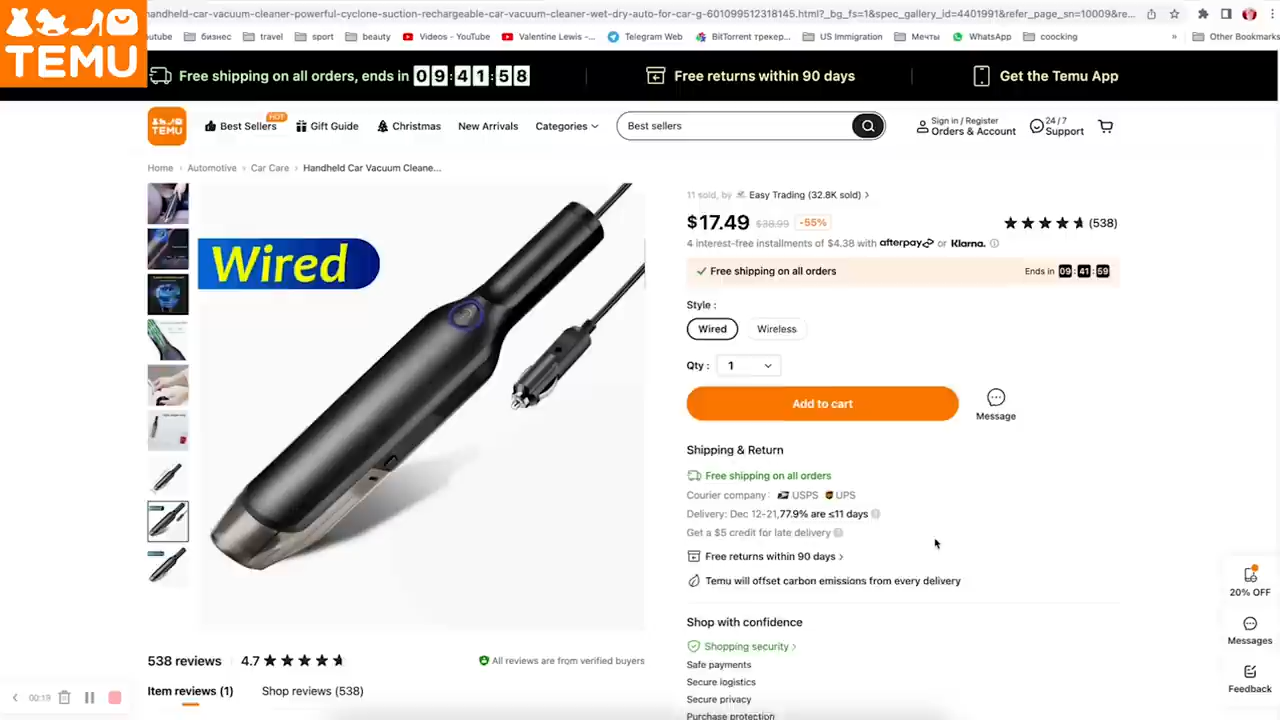 TEMU
handheld-car-vacuum-cleaner-powerful-cyclone-suction-rechargeable-car-vacuum-cleaner-wet-dry-auto-for-car-g-601099512318145.html?_bg_fs=1&spec_gallery_id=4401991&refer_page_sn=10009&re...
outube бизнес travel sport beauty Videos - YouTube Valentine Lewis –... Telegram Web BitTorrent трекер... US Immigration Мечты WhatsApp coocking » Other Bookmarks
Free shipping on all orders, ends in 09:41:58 Free returns within 90 days Get the Temu App
TEMU Best Sellers HOT Gift Guide Christmas New Arrivals Categories Best sellers Sign in / Register Orders & Account 24 / 7 Support
Home › Automotive › Car Care › Handheld Car Vacuum Cleane...
Wired
11 sold, by Easy Trading (32.8K sold) ›
$17.49 $38.99 -55% (538)
4 interest-free installments of $4.38 with afterpay or Klarna.
Free shipping on all orders Ends in 09:41:59
Style :
Wired Wireless
Qty : 1
Add to cart
Message
Shipping & Return
Free shipping on all orders
Courier company: USPS UPS
Delivery: Dec 12-21,77.9% are ≤11 days
Get a $5 credit for late delivery
Free returns within 90 days ›
Temu will offset carbon emissions from every delivery
Shop with confidence
Shopping security ›
Safe payments
Secure logistics
Secure privacy
Purchase protection
20% OFF
Messages
Feedback
538 reviews 4.7 All reviews are from verified buyers
Item reviews (1) Shop reviews (538)
00:19